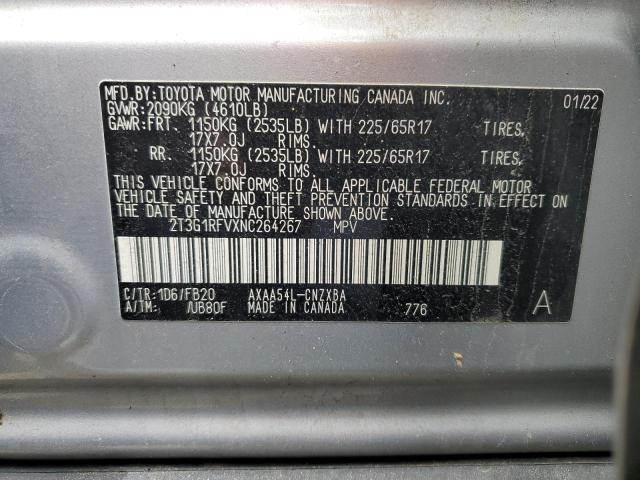 MFD.BY:TOYOTA MOTOR MANUFACTURING CANADA INC. 01/22
GVWR:2090KG (4610LB)
GAWR:FRT. 1150KG (2535LB) WITH 225/65R17 TIRES,
17X7.0J RIMS.
RR. 1150KG (2535LB) WITH 225/65R17 TIRES,
17X7.0J RIMS.
THIS VEHICLE CONFORMS TO ALL APPLICABLE FEDERAL MOTOR
VEHICLE SAFETY AND THEFT PREVENTION STANDARDS IN EFFECT ON
THE DATE OF MANUFACTURE SHOWN ABOVE.
2T3G1RFVXNC264267 MPV
C/TR:1D6/FB20 AXAA54L-CNZXBA
A/TM: /UB80F MADE IN CANADA 776 A